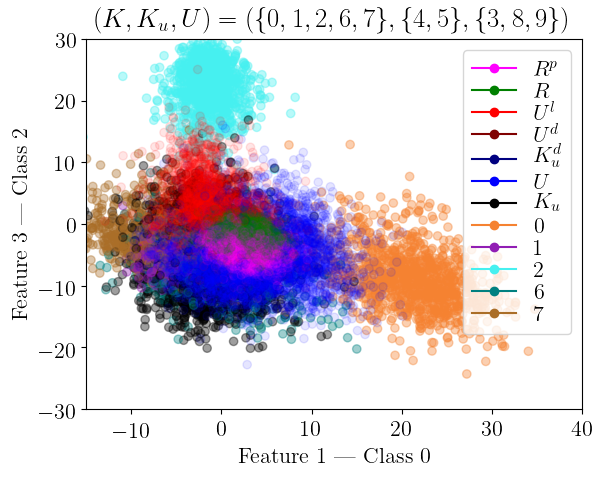 (K, K_u, U) = ({0, 1, 2, 6, 7}, {4, 5}, {3, 8, 9})
30
20
10
0
−10
−20
−30
−10
0
10
20
30
40
Feature 3 — Class 2
Feature 1 — Class 0
R^p
R
U^l
U^d
K_u^d
U
K_u
0
1
2
6
7